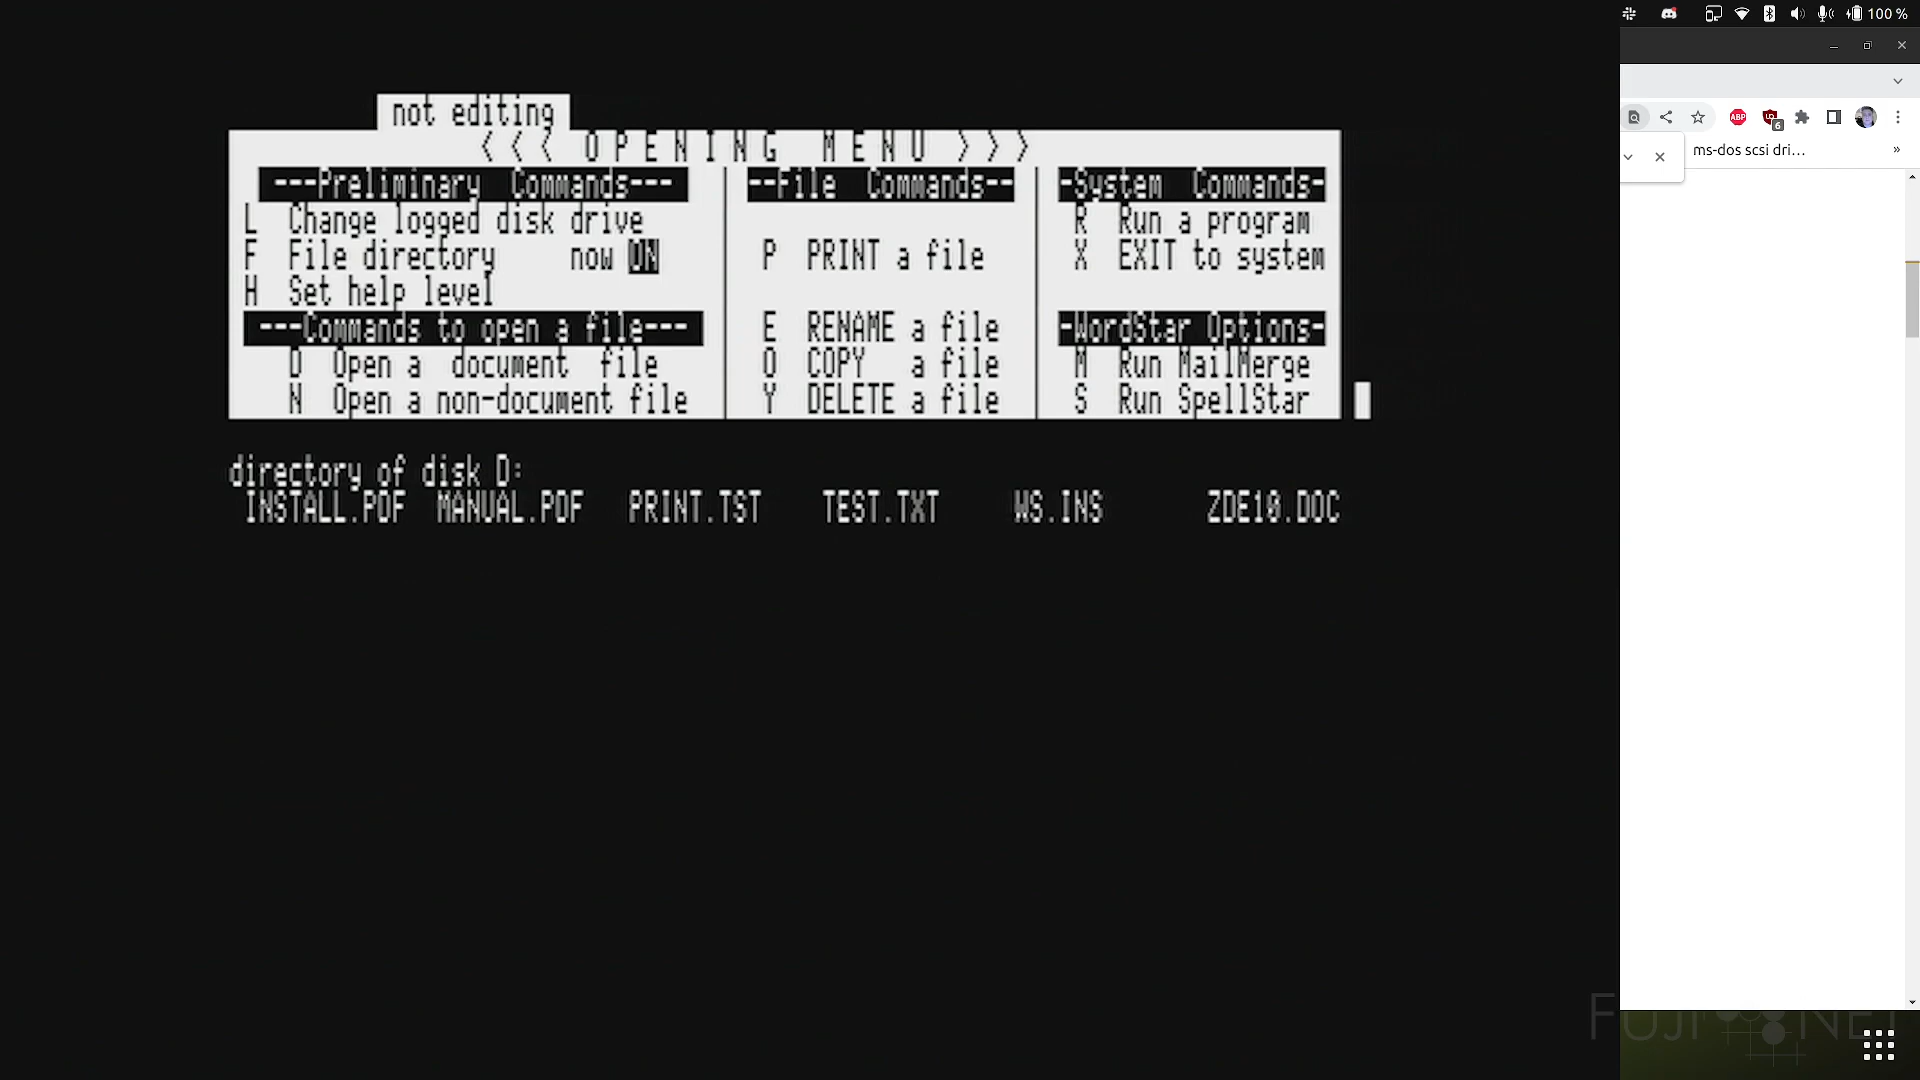 100 %
ms-dos scsi dri...
6
ABP
»
not editing
< < < O P E N I N G M E N U > > >
---Preliminary Commands---
--File Commands--
-System Commands-
L Change logged disk drive
R Run a program
F File directory now ON
P PRINT a file
X EXIT to system
H Set help level
---Commands to open a file---
E RENAME a file
-WordStar Options-
D Open a document file
O COPY a file
M Run MailMerge
N Open a non-document file
Y DELETE a file
S Run SpellStar
directory of disk D:
INSTALL.POF MANUAL.POF PRINT.TST TEST.TXT WS.INS ZDE10.DOC
FUJINET